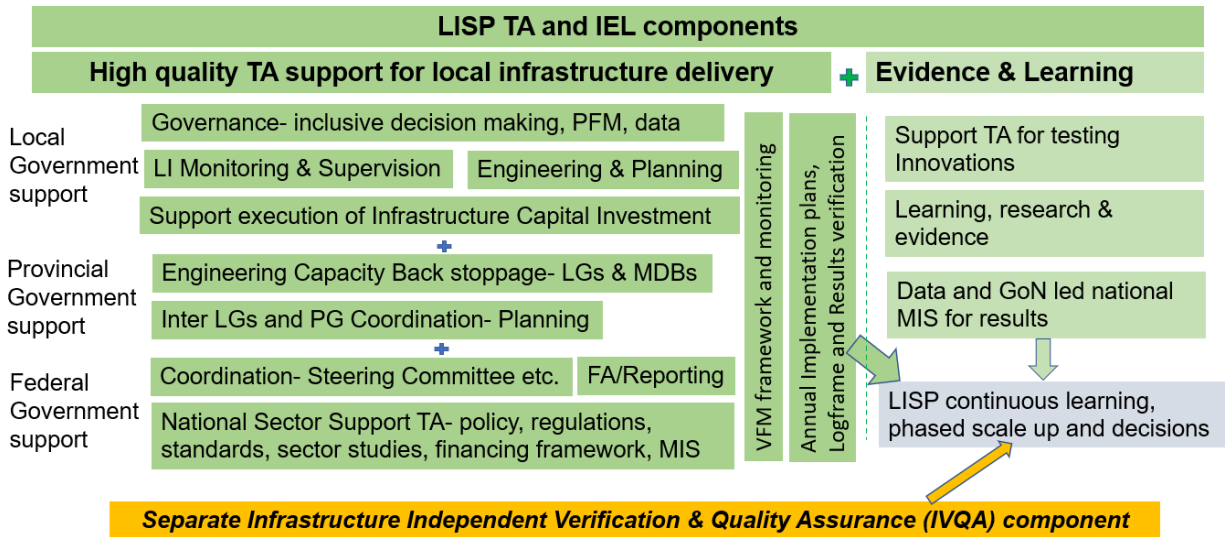 LISP TA and IEL components
High quality TA support for local infrastructure delivery
Evidence & Learning
Local
Government
support
Governance- inclusive decision making, PFM, data
LI Monitoring & Supervision
Engineering & Planning
Support execution of Infrastructure Capital Investment
Provincial
Government
support
Engineering Capacity Back stoppage- LGs & MDBs
Inter LGs and PG Coordination- Planning
Federal
Government
support
Coordination- Steering Committee etc.
FA/Reporting
National Sector Support TA- policy, regulations,
standards, sector studies, financing framework, MIS
VFM framework and monitoring
Annual Implementation plans,
Logframe and Results verification
Support TA for testing
Innovations
Learning, research &
evidence
Data and GoN led national
MIS for results
LISP continuous learning,
phased scale up and decisions
Separate Infrastructure Independent Verification & Quality Assurance (IVQA) component